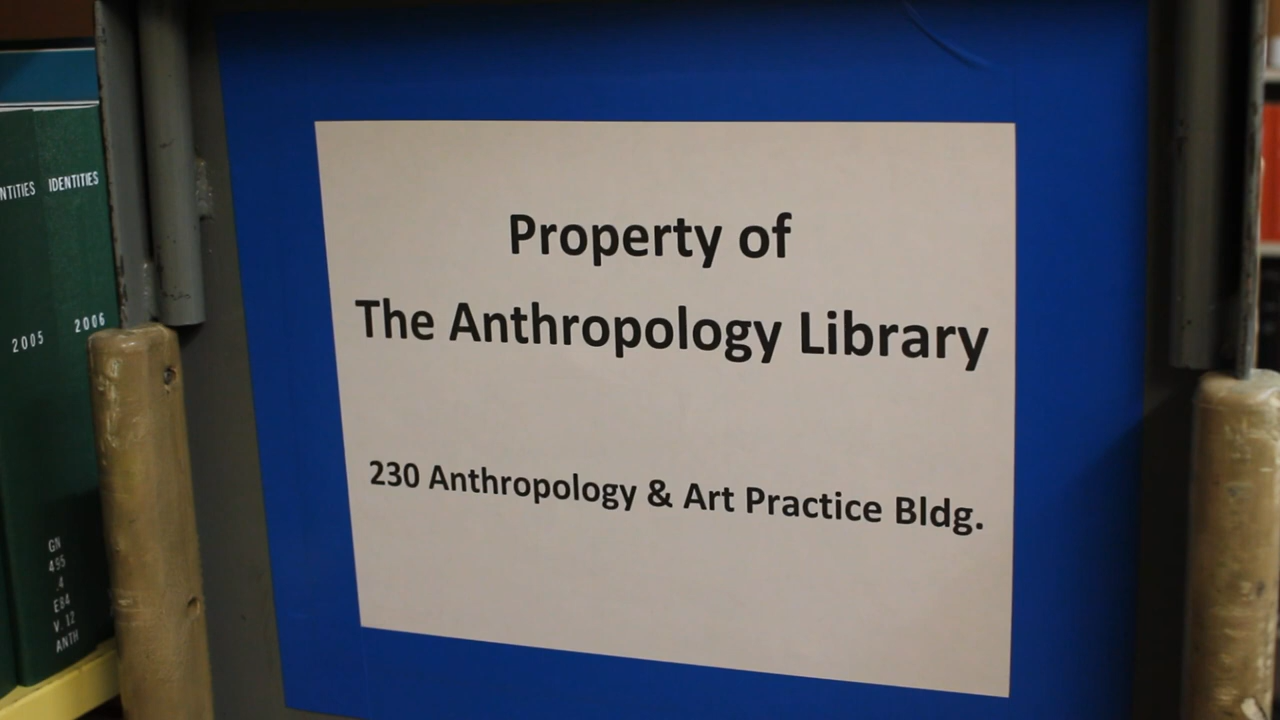 Property of
The Anthropology Library
230 Anthropology & Art Practice Bldg.
IDENTITIES
2005
2006
GN
495
.4
E84
V.12
ANTH